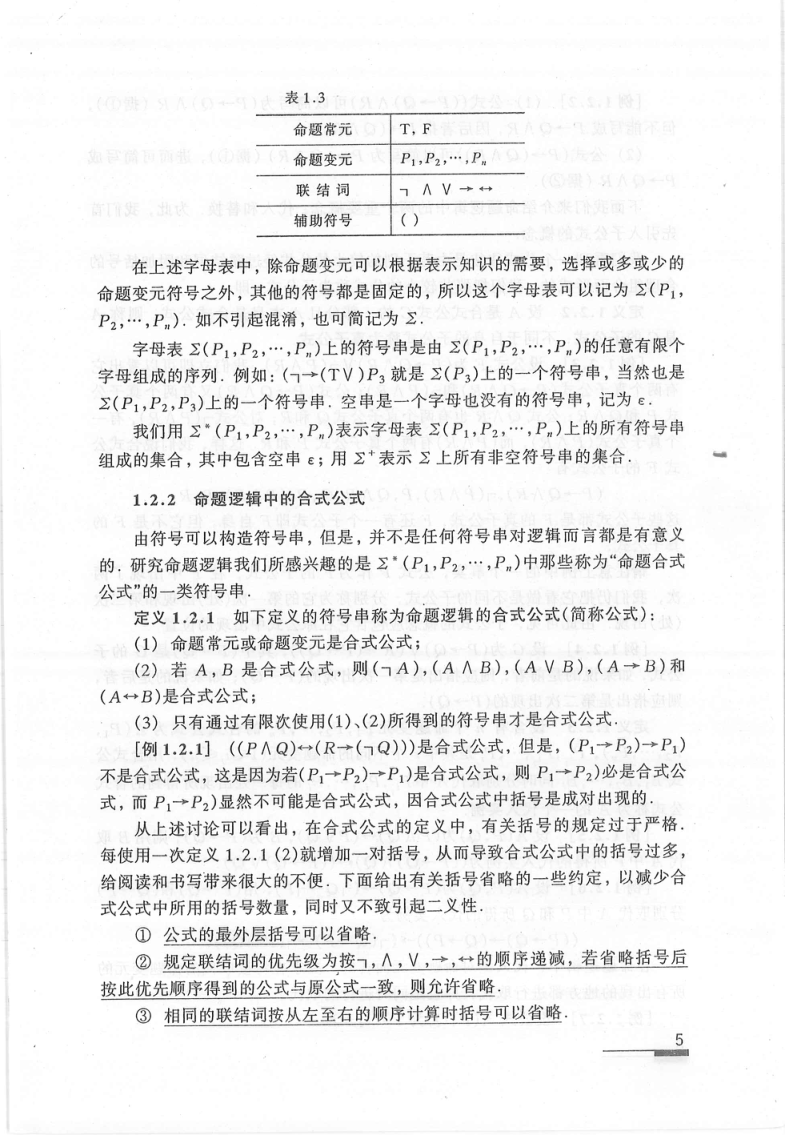 表1.3
命题常元 T，F
命题变元 P₁,P₂,…,Pₙ
联 结 词 ㄱ ∧ ∨ → ↔
辅助符号 ( )
在上述字母表中，除命题变元可以根据表示知识的需要，选择或多或少的
命题变元符号之外，其他的符号都是固定的，所以这个字母表可以记为 Σ(P₁,
P₂,…,Pₙ)．如不引起混淆，也可简记为 Σ．
字母表 Σ(P₁,P₂,…,Pₙ)上的符号串是由 Σ(P₁,P₂,…,Pₙ)的任意有限个
字母组成的序列．例如：(ㄱ→(T∨)P₃ 就是 Σ(P₃)上的一个符号串，当然也是
Σ(P₁,P₂,P₃)上的一个符号串．空串是一个字母也没有的符号串，记为 ε．
我们用 Σ*(P₁,P₂,…,Pₙ)表示字母表 Σ(P₁,P₂,…,Pₙ)上的所有符号串
组成的集合，其中包含空串 ε；用 Σ⁺表示 Σ 上所有非空符号串的集合．
1.2.2 命题逻辑中的合式公式
由符号可以构造符号串，但是，并不是任何符号串对逻辑而言都是有意义
的．研究命题逻辑我们所感兴趣的是 Σ*(P₁,P₂,…,Pₙ)中那些称为“命题合式
公式”的一类符号串．
定义 1.2.1 如下定义的符号串称为命题逻辑的合式公式(简称公式)：
(1) 命题常元或命题变元是合式公式；
(2) 若 A，B 是合式公式，则(ㄱA),(A∧B),(A∨B),(A→B)和
(A↔B)是合式公式；
(3) 只有通过有限次使用(1)、(2)所得到的符号串才是合式公式．
[例1.2.1] ((P∧Q)↔(R→(ㄱQ)))是合式公式，但是，(P₁→P₂)→P₁)
不是合式公式，这是因为若(P₁→P₂)→P₁)是合式公式，则 P₁→P₂)必是合式公
式，而 P₁→P₂)显然不可能是合式公式，因合式公式中括号是成对出现的．
从上述讨论可以看出，在合式公式的定义中，有关括号的规定过于严格．
每使用一次定义 1.2.1 (2)就增加一对括号，从而导致合式公式中的括号过多，
给阅读和书写带来很大的不便．下面给出有关括号省略的一些约定，以减少合
式公式中所用的括号数量，同时又不致引起二义性．
① 公式的最外层括号可以省略．
② 规定联结词的优先级为按ㄱ,∧,∨,→,↔的顺序递减，若省略括号后
按此优先顺序得到的公式与原公式一致，则允许省略．
③ 相同的联结词按从左至右的顺序计算时括号可以省略．
5